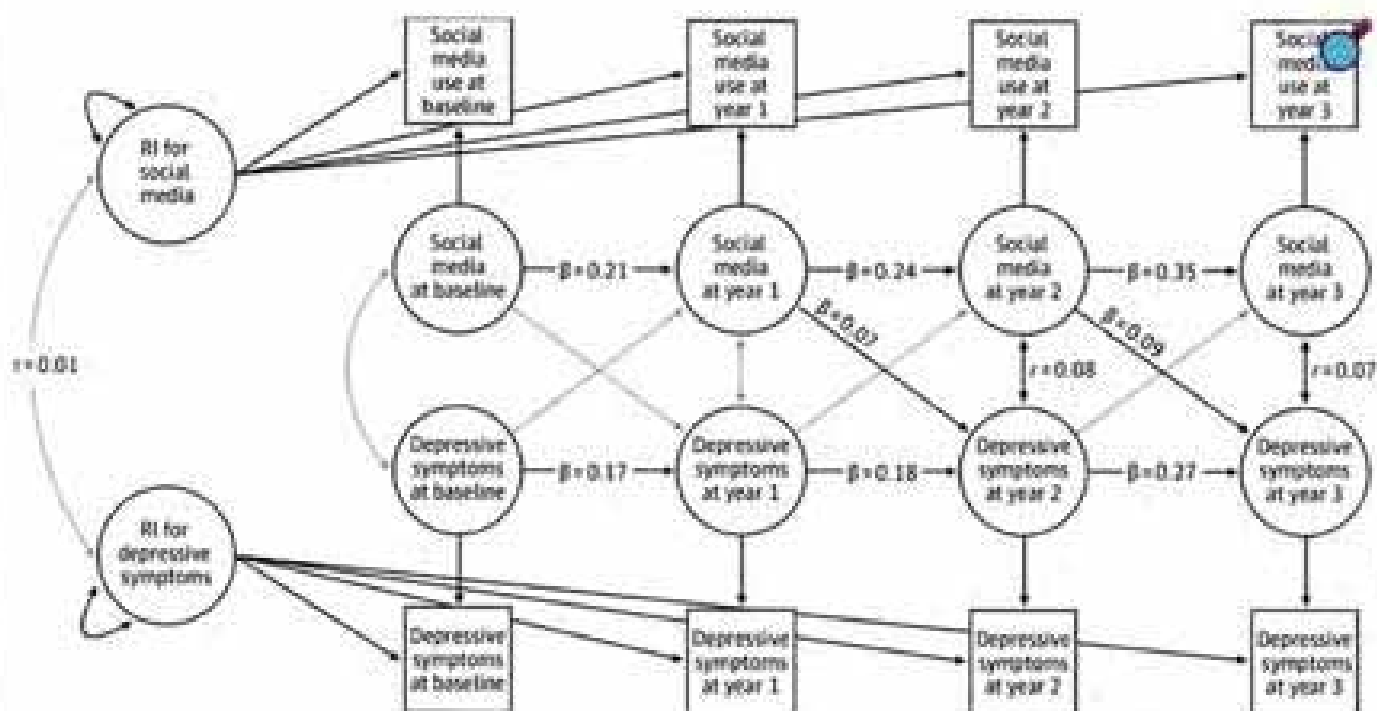 Social
media
use at
baseline
Social
media
use at
year 1
Social
media
use at
year 2
Social
media
use at
year 3
RI for
social
media
Social
media
at baseline
β=0.21
Social
media
at year 1
β=0.24
Social
media
at year 2
β=0.35
Social
media
at year 3
β=0.07
β=0.09
r=0.01
r=0.08
r=0.07
Depressive
symptoms
at baseline
β=0.17
Depressive
symptoms
at year 1
β=0.18
Depressive
symptoms
at year 2
β=0.27
Depressive
symptoms
at year 3
RI for
depressive
symptoms
Depressive
symptoms
at baseline
Depressive
symptoms
at year 1
Depressive
symptoms
at year 2
Depressive
symptoms
at year 3